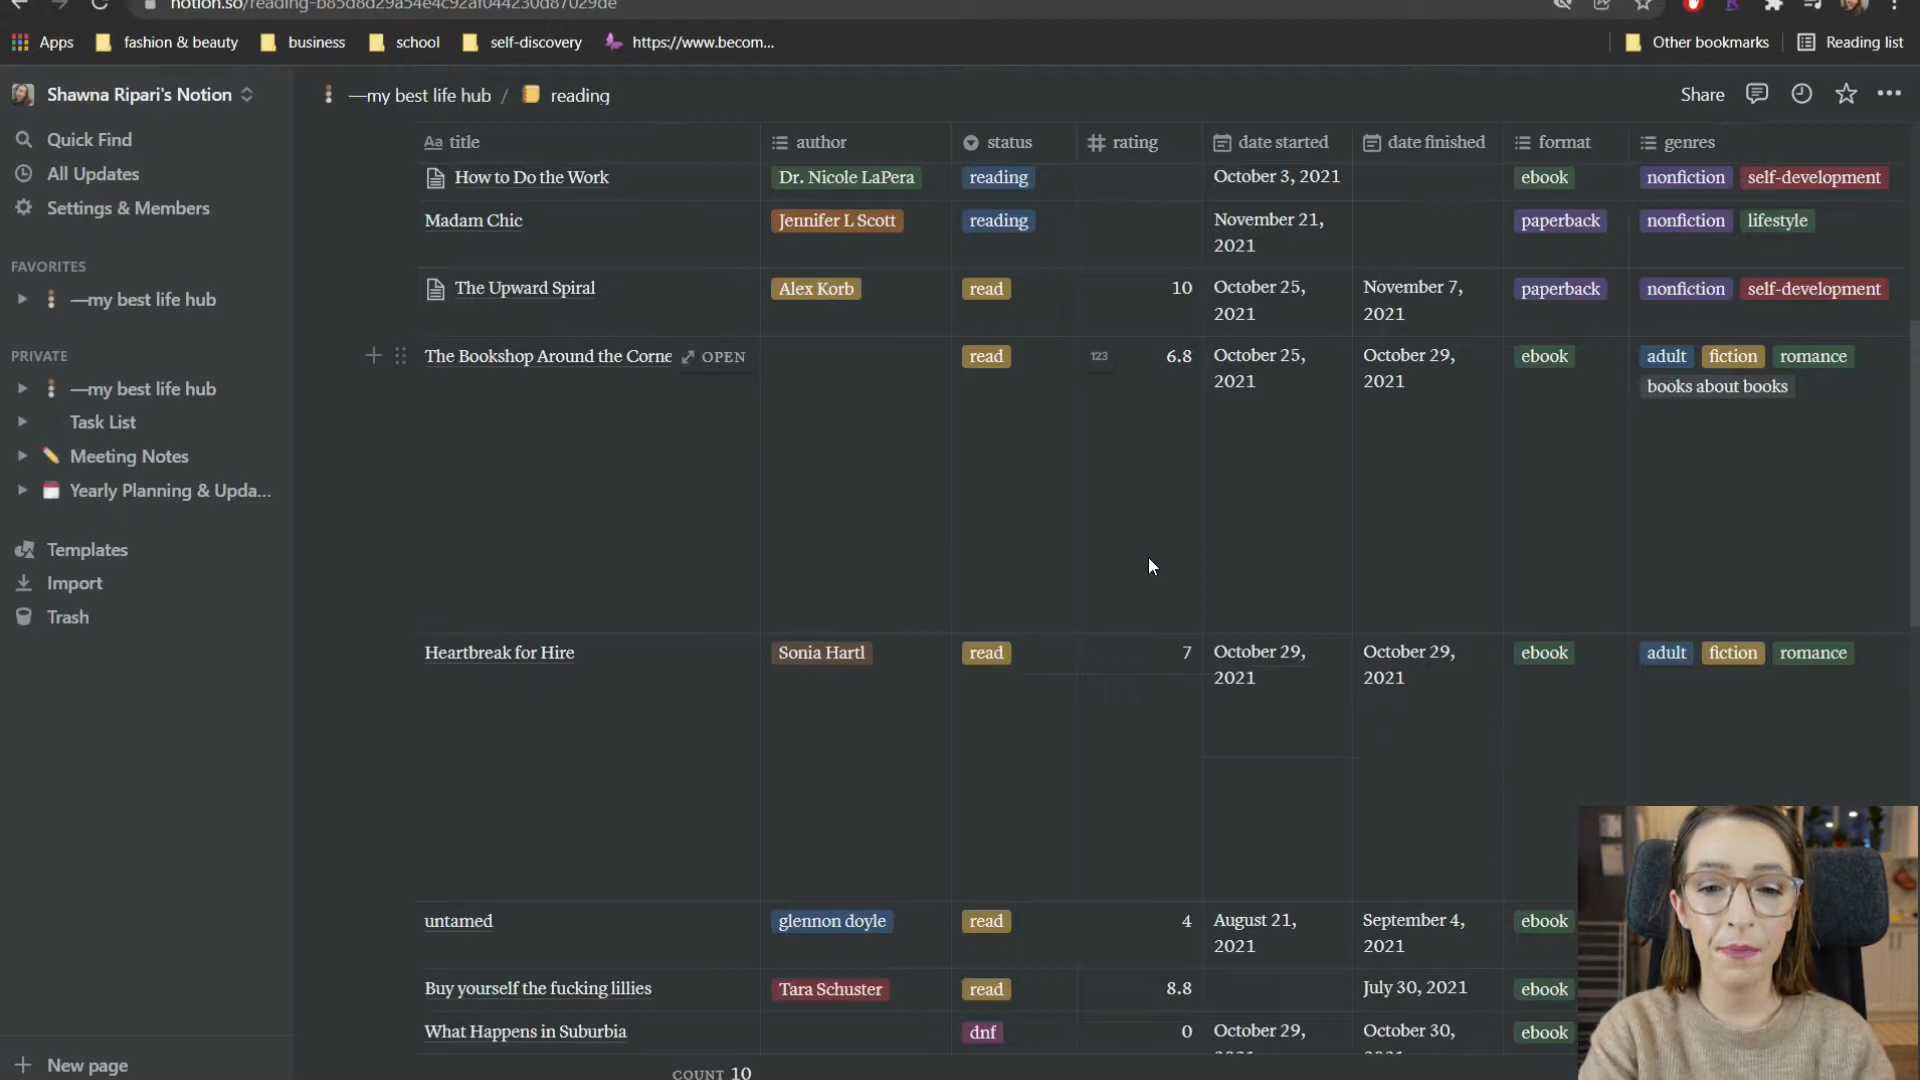 notion.so/reading-b85d8d29a54e4c92af044230d87029de
Apps fashion & beauty business school self-discovery https://www.becom... Other bookmarks Reading list
Shawna Ripari's Notion
—my best life hub / reading
Share
Quick Find
All Updates
Settings & Members
FAVORITES
—my best life hub
PRIVATE
—my best life hub
Task List
Meeting Notes
Yearly Planning & Upda...
Templates
Import
Trash
New page
Aa title author status rating date started date finished format genres
How to Do the Work Dr. Nicole LaPera reading October 3, 2021 ebook nonfiction self-development
Madam Chic Jennifer L Scott reading November 21, paperback nonfiction lifestyle
2021
The Upward Spiral Alex Korb read 10 October 25, November 7, paperback nonfiction self-development
2021 2021
The Bookshop Around the Corne OPEN read 123 6.8 October 25, October 29, ebook adult fiction romance
2021 2021 books about books
Heartbreak for Hire Sonia Hartl read 7 October 29, October 29, ebook adult fiction romance
2021 2021
untamed glennon doyle read 4 August 21, September 4, ebook
2021 2021
Buy yourself the fucking lillies Tara Schuster read 8.8 July 30, 2021 ebook
What Happens in Suburbia dnf 0 October 29, October 30, ebook
COUNT 10